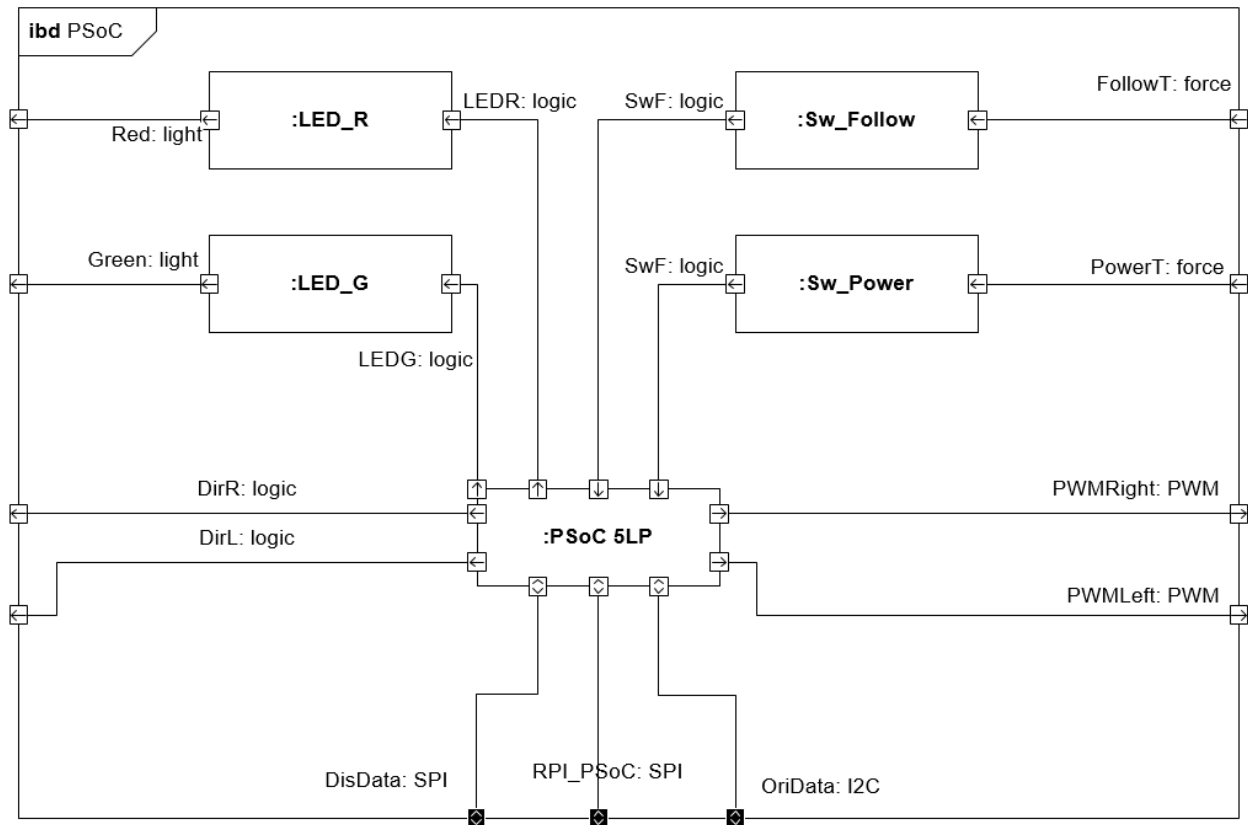 ibd PSoC
FollowT: force
LEDR: logic
SwF: logic
:LED_R
:Sw_Follow
Red: light
Green: light
SwF: logic
PowerT: force
:LED_G
:Sw_Power
LEDG: logic
DirR: logic
PWMRight: PWM
DirL: logic
:PSoC 5LP
PWMLeft: PWM
DisData: SPI
RPI_PSoC: SPI
OriData: I2C